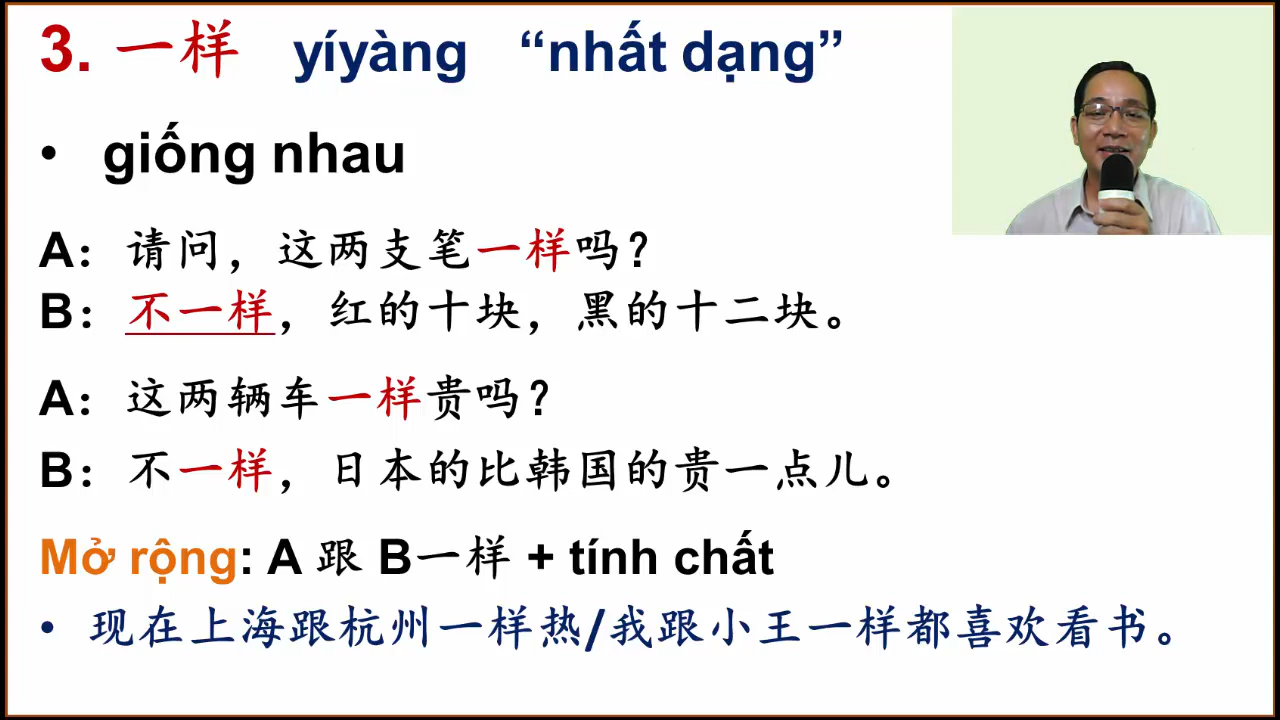 3. 一样 yíyàng “nhất dạng”
• giống nhau
A：请问，这两支笔一样吗？
B：不一样，红的十块，黑的十二块。
A：这两辆车一样贵吗？
B：不一样，日本的比韩国的贵一点儿。
Mở rộng: A 跟 B一样 + tính chất
• 现在上海跟杭州一样热/我跟小王一样都喜欢看书。